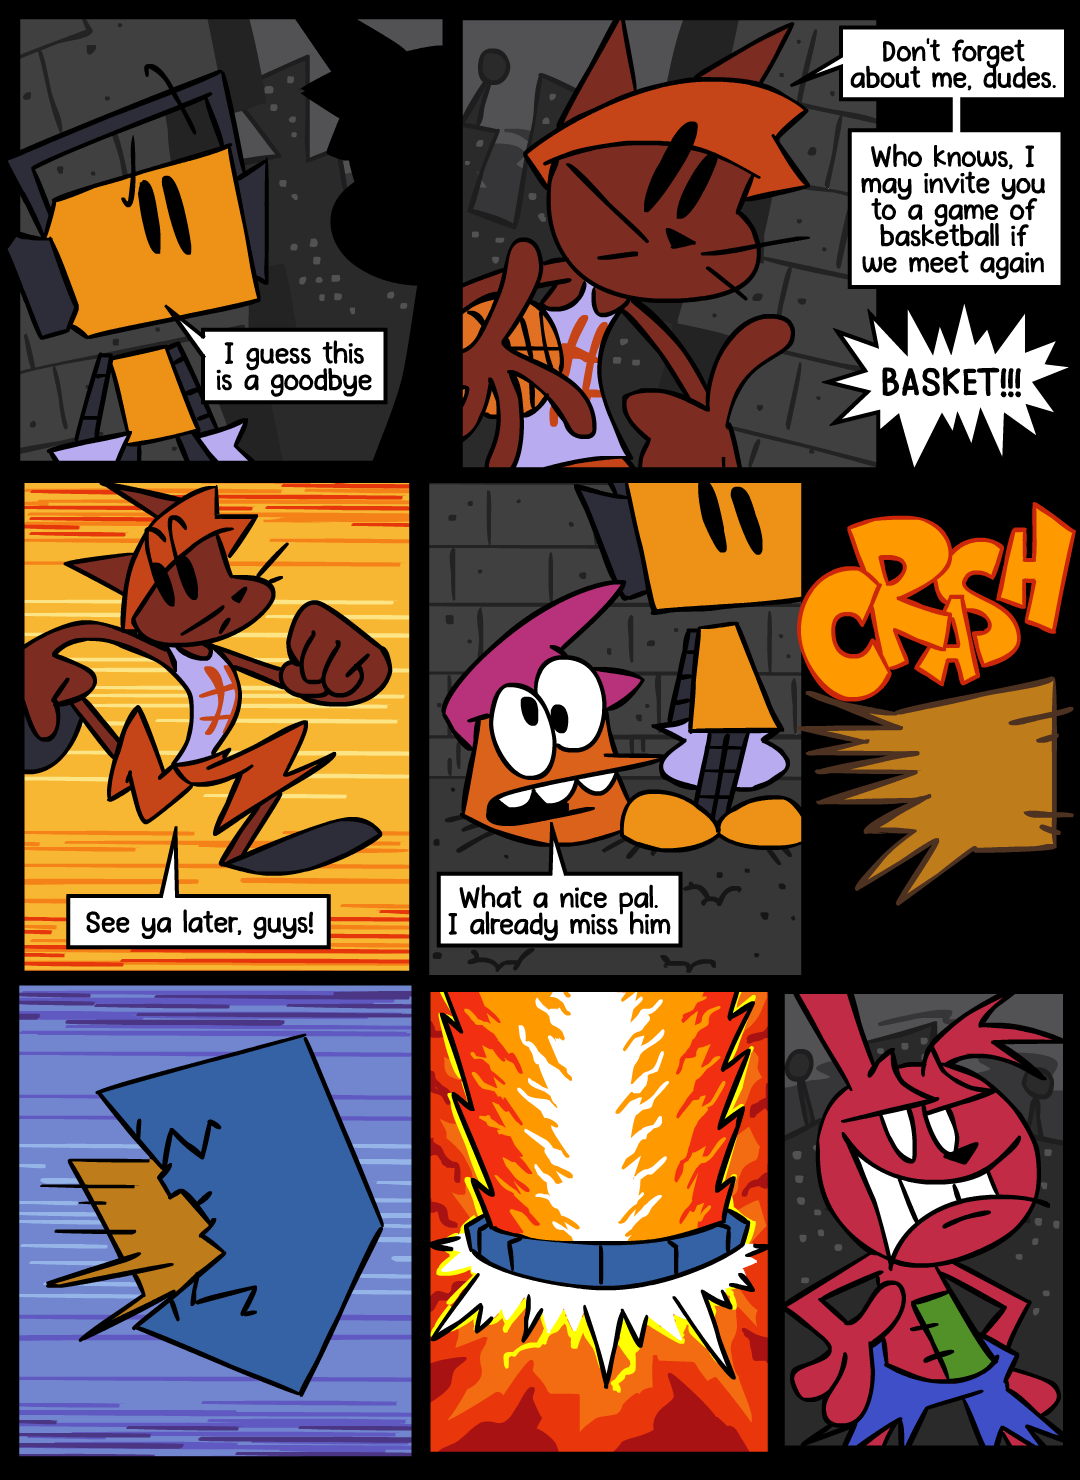 I guess this
is a goodbye
Don't forget
about me, dudes.
Who knows, I
may invite you
to a game of
basketball if
we meet again
BASKET!!!
See ya later, guys!
What a nice pal.
I already miss him
CRASH